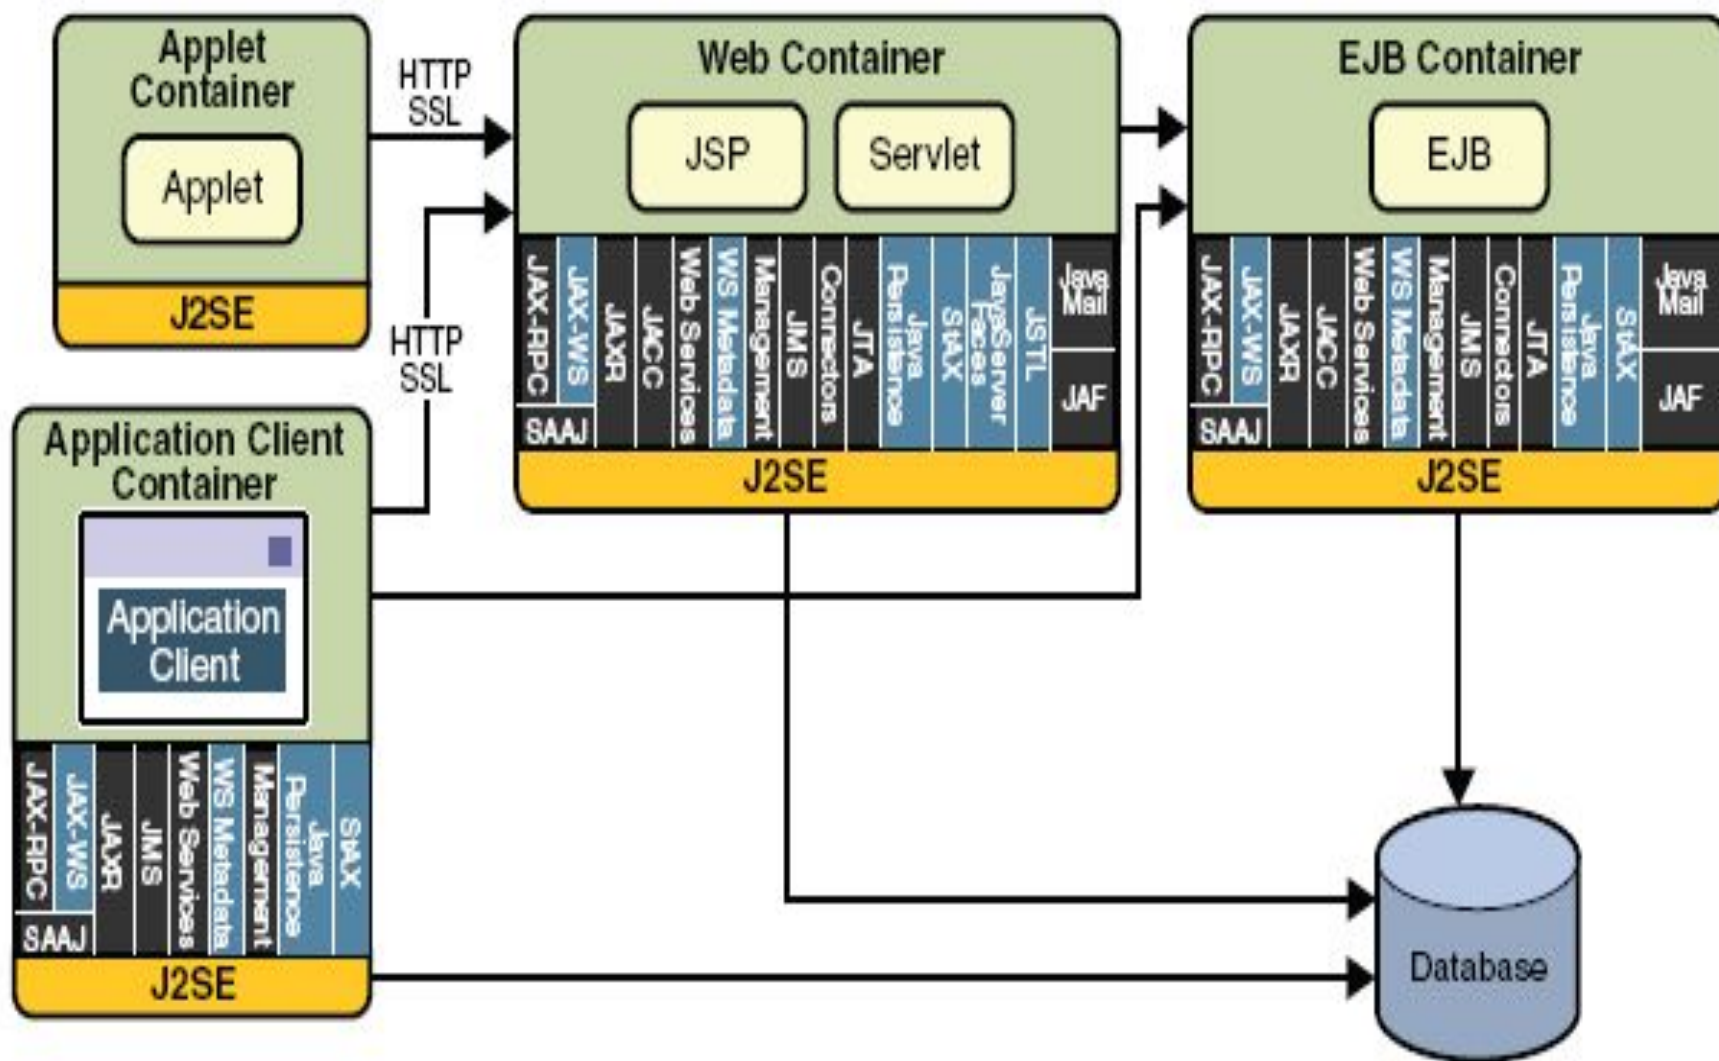 Applet
Container
Applet
J2SE
HTTP
SSL
HTTP
SSL
Application Client
Container
Application
Client
JAX-RPC
JAX-WS
SAAJ
JAXR
JMS
Web Services
WS Metadata
Management
Java
Persistence
StAX
J2SE
Web Container
JSP
Servlet
JAX-RPC
JAX-WS
SAAJ
JAXR
JACC
Web Services
WS Metadata
Management
JMS
Connectors
JTA
Java
Persistence
StAX
JavaServer
Faces
JSTL
Java
Mail
JAF
J2SE
EJB Container
EJB
JAX-RPC
JAX-WS
SAAJ
JAXR
JACC
Web Services
WS Metadata
Management
JMS
Connectors
JTA
Java
Persistence
StAX
Java
Mail
JAF
J2SE
Database